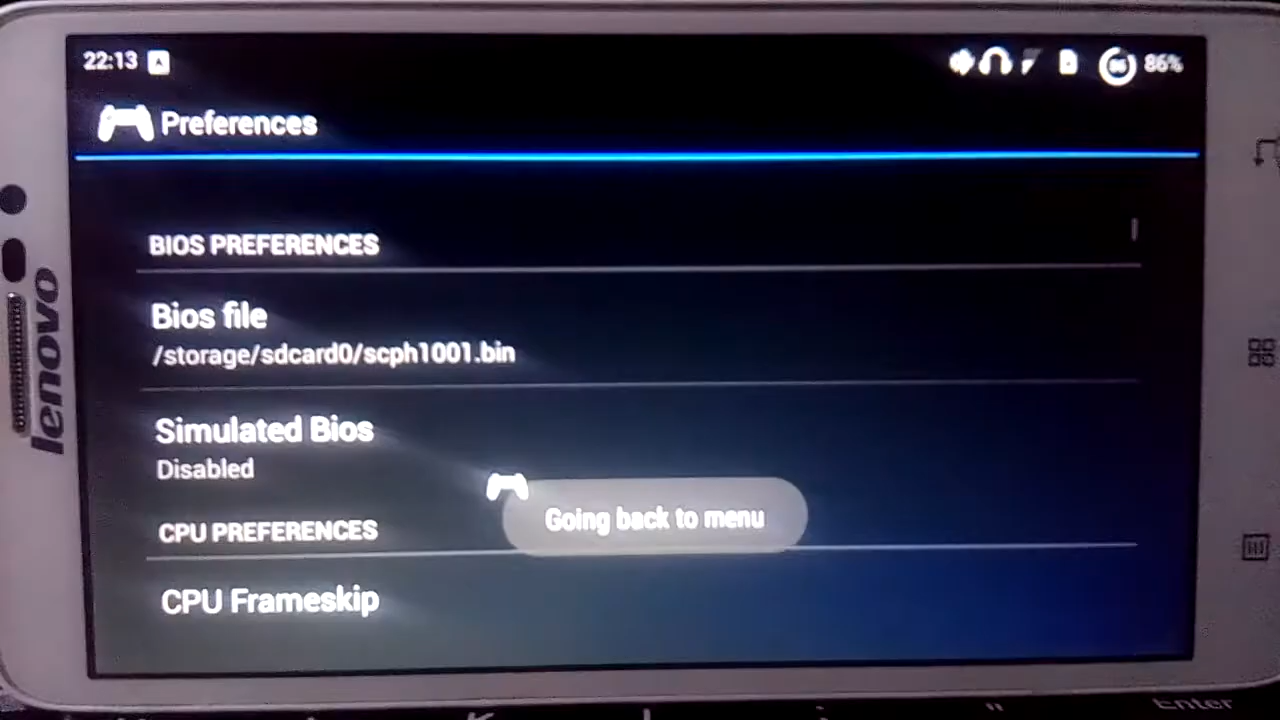 22:13
86%
Preferences
BIOS PREFERENCES
Bios file
/storage/sdcard0/scph1001.bin
Simulated Bios
Disabled
Going back to menu
CPU PREFERENCES
CPU Frameskip
lenovo
Enter